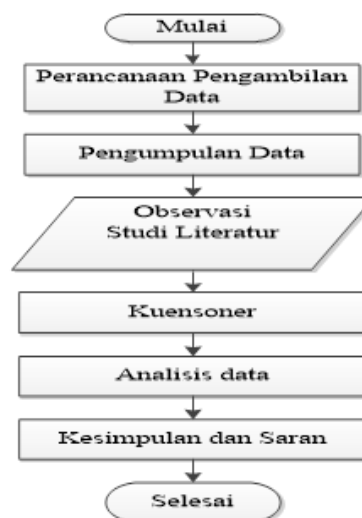 Mulai
Perancanaan Pengambilan
Data
Pengumpulan Data
Observasi
Studi Literatur
Kuensoner
Analisis data
Kesimpulan dan Saran
Selesai